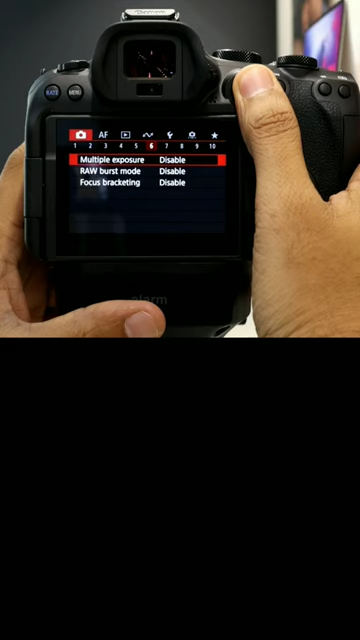 RATE MENU
AF
1 2 3 4 5 6 7 8 9 10
Multiple exposure Disable
RAW burst mode Disable
Focus bracketing Disable
alarm